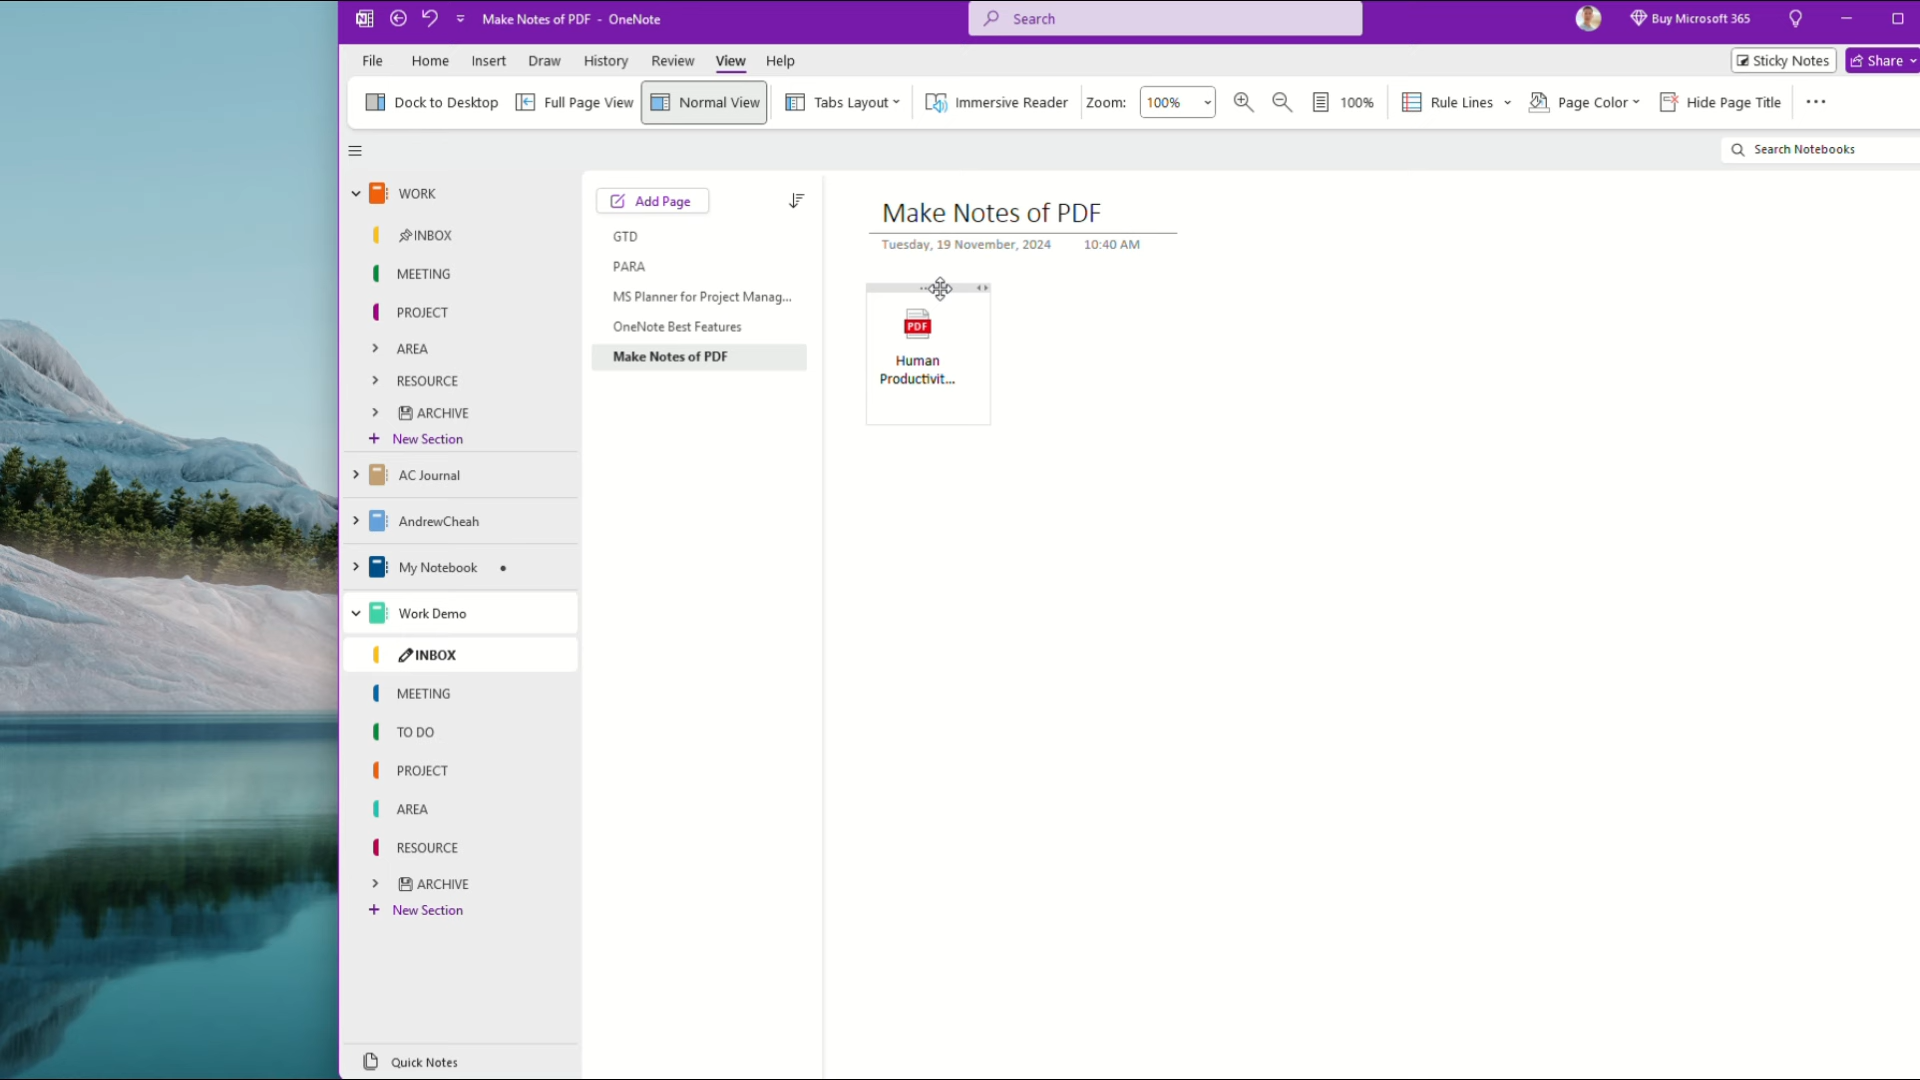 Make Notes of PDF - OneNote
Search
Buy Microsoft 365
File Home Insert Draw History Review View Help
Sticky Notes
Share
Dock to Desktop Full Page View Normal View Tabs Layout Immersive Reader Zoom: 100% 100% Rule Lines Page Color Hide Page Title
Search Notebooks
WORK
INBOX
MEETING
PROJECT
AREA
RESOURCE
ARCHIVE
New Section
AC Journal
AndrewCheah
My Notebook
Work Demo
INBOX
MEETING
TO DO
PROJECT
AREA
RESOURCE
ARCHIVE
New Section
Quick Notes
Add Page
GTD
PARA
MS Planner for Project Manag...
OneNote Best Features
Make Notes of PDF
Make Notes of PDF
Tuesday, 19 November, 2024 10:40 AM
PDF
Human
Productivit...